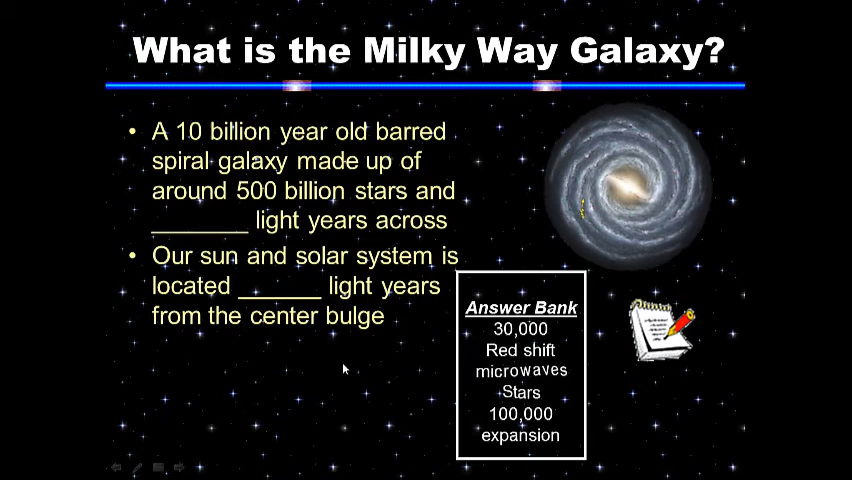 What is the Milky Way Galaxy?
• A 10 billion year old barred
spiral galaxy made up of
around 500 billion stars and
_______ light years across
• Our sun and solar system is
located ______ light years
from the center bulge
Answer Bank
30,000
Red shift
microwaves
Stars
100,000
expansion